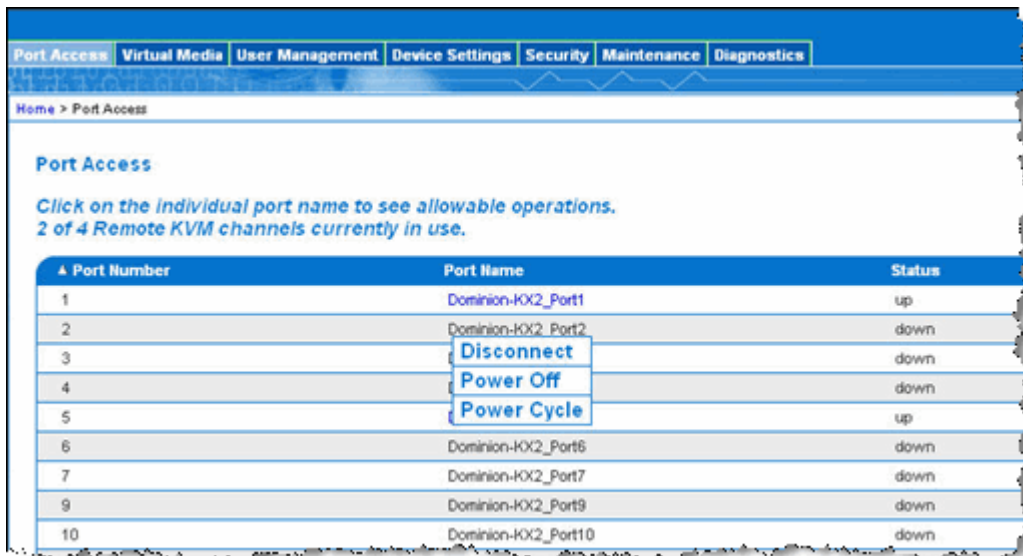 Port Access Virtual Media User Management Device Settings Security Maintenance Diagnostics
Home > Port Access
Port Access
Click on the individual port name to see allowable operations.
2 of 4 Remote KVM channels currently in use.
▲ Port Number Port Name Status
1 Dominion-KX2_Port1 up
2 Dominion-KX2_Port2 down
Disconnect
3 down
Power Off
4 down
Power Cycle
5 up
6 Dominion-KX2_Port6 down
7 Dominion-KX2_Port7 down
9 Dominion-KX2_Port9 down
10 Dominion-KX2_Port10 down